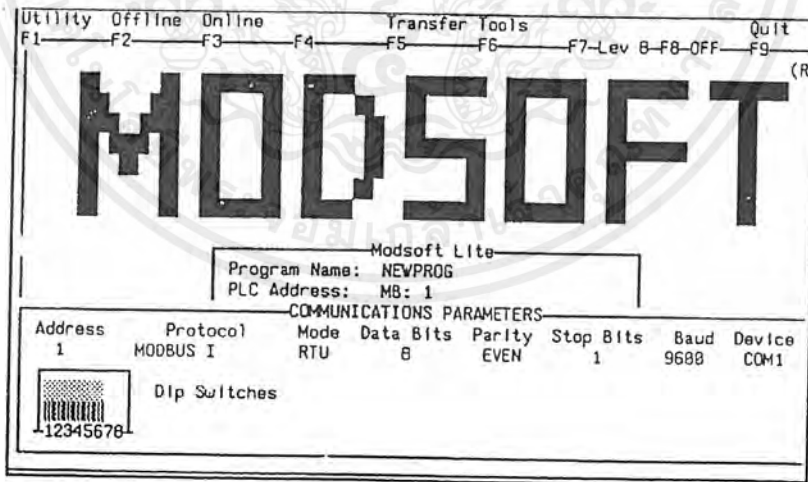 Utility Offline Online Transfer Tools Quit
F1 F2 F3 F4 F5 F6 F7-Lev 8-F8-OFF F9
(R
MODSOFT
Modsoft Lite
Program Name: NEWPROG
PLC Address: MB: 1
COMMUNICATIONS PARAMETERS
Address Protocol Mode Data Bits Parity Stop Bits Baud Device
1 MODBUS I RTU 8 EVEN 1 9600 COM1
Dip Switches
12345678